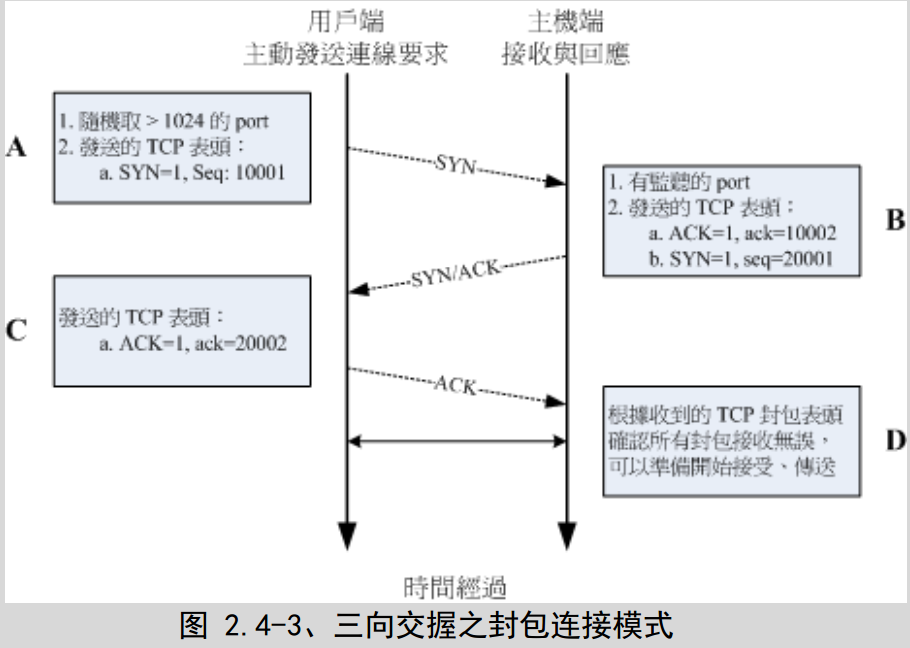 用戶端
主動發送連線要求
主機端
接收與回應
A
1. 隨機取 > 1024 的 port
2. 發送的 TCP 表頭：
a. SYN=1, Seq: 10001
SYN
1. 有監聽的 port
2. 發送的 TCP 表頭：
a. ACK=1, ack=10002
b. SYN=1, seq=20001
B
SYN/ACK
C
發送的 TCP 表頭：
a. ACK=1, ack=20002
ACK
根據收到的 TCP 封包表頭
確認所有封包接收無誤，
可以準備開始接受、傳送
D
時間經過
图 2.4-3、三向交握之封包连接模式